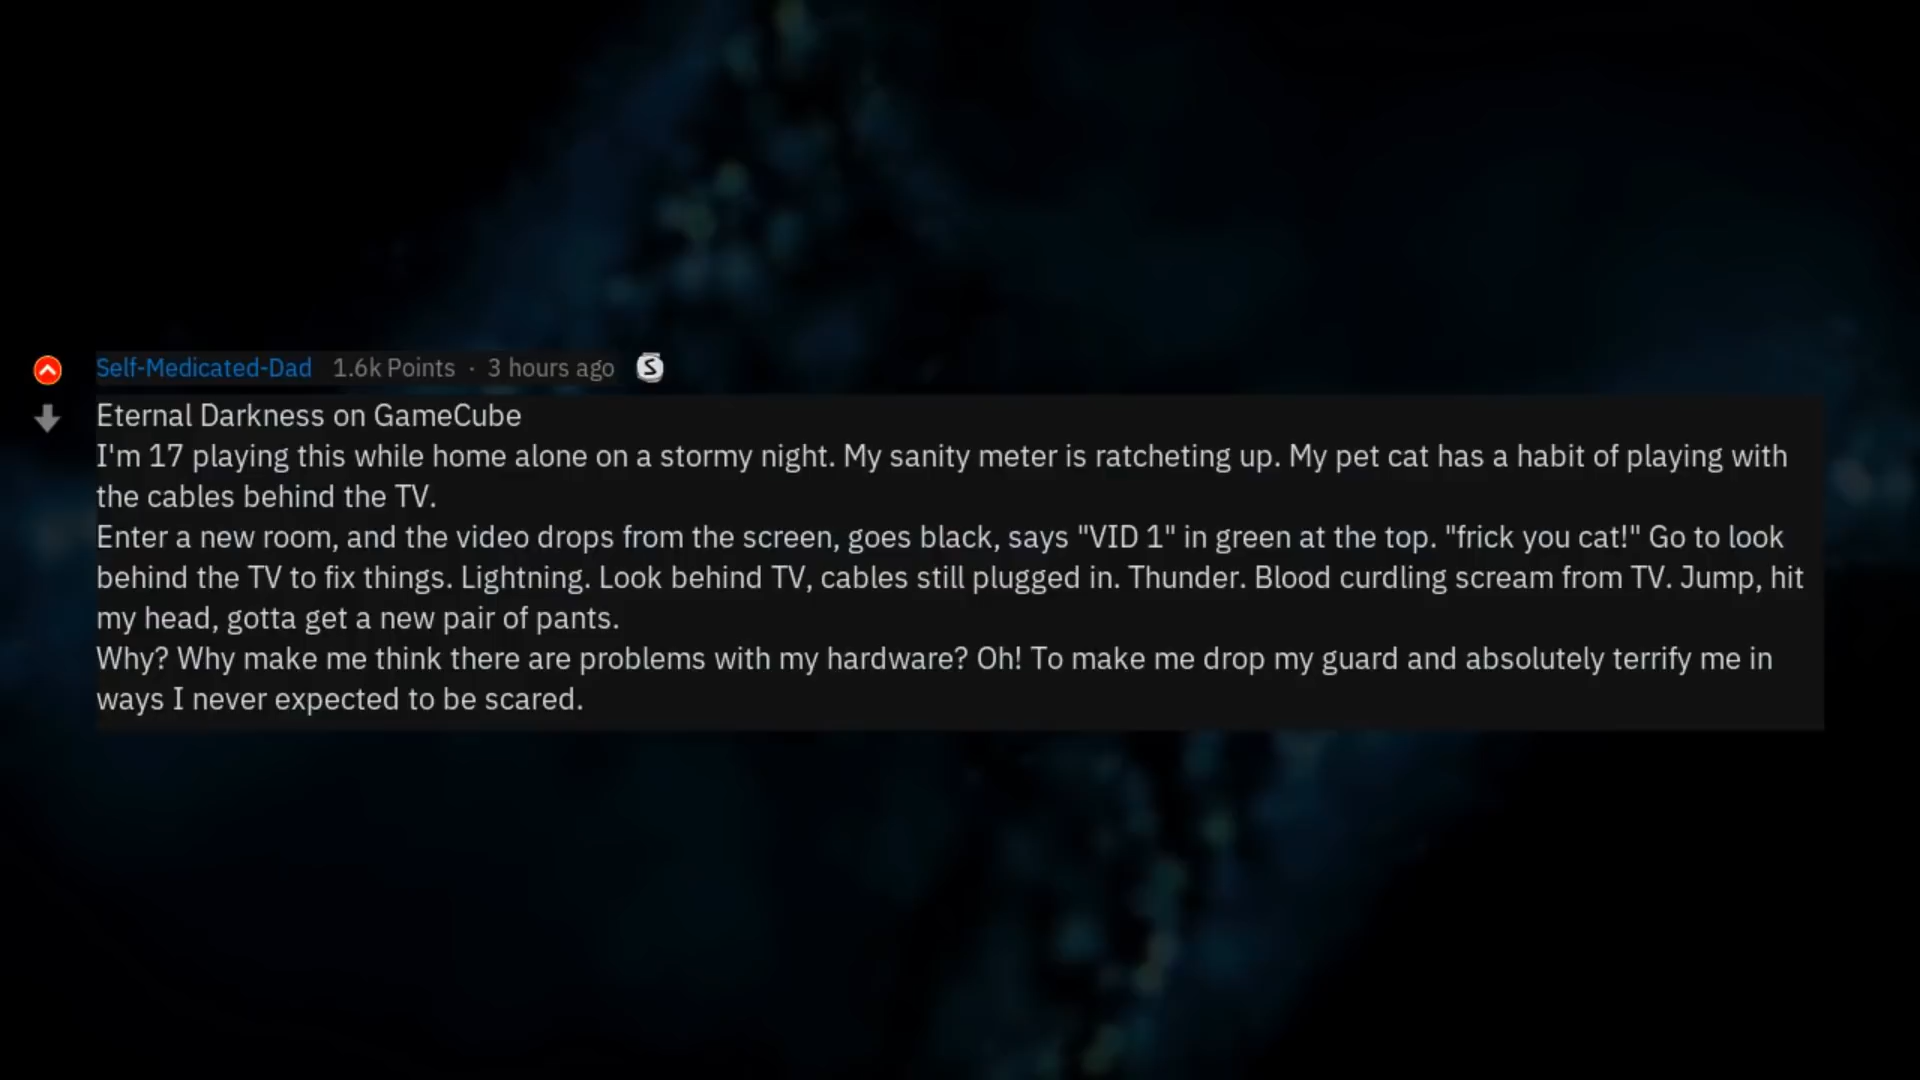 Self-Medicated-Dad 1.6k Points · 3 hours ago S
Eternal Darkness on GameCube
I'm 17 playing this while home alone on a stormy night. My sanity meter is ratcheting up. My pet cat has a habit of playing with
the cables behind the TV.
Enter a new room, and the video drops from the screen, goes black, says "VID 1" in green at the top. "frick you cat!" Go to look
behind the TV to fix things. Lightning. Look behind TV, cables still plugged in. Thunder. Blood curdling scream from TV. Jump, hit
my head, gotta get a new pair of pants.
Why? Why make me think there are problems with my hardware? Oh! To make me drop my guard and absolutely terrify me in
ways I never expected to be scared.